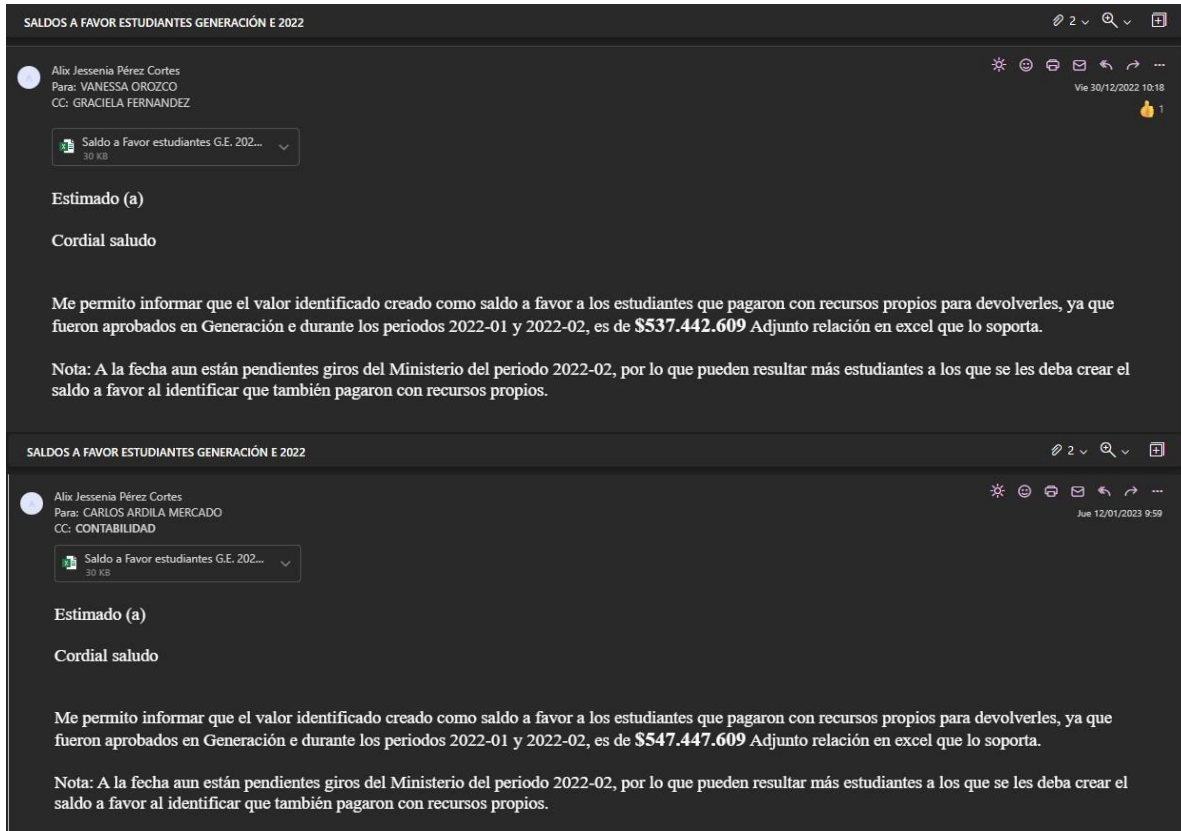 SALDOS A FAVOR ESTUDIANTES GENERACIÓN E 2022
2
Alix Jessenia Pérez Cortes
Para: VANESSA OROZCO
CC: GRACIELA FERNANDEZ
Vie 30/12/2022 10:18
1
Saldo a Favor estudiantes G.E. 202...
30 KB
Estimado (a)
Cordial saludo
Me permito informar que el valor identificado creado como saldo a favor a los estudiantes que pagaron con recursos propios para devolverles, ya que
fueron aprobados en Generación e durante los periodos 2022-01 y 2022-02, es de $537.442.609 Adjunto relación en excel que lo soporta.
Nota: A la fecha aun están pendientes giros del Ministerio del periodo 2022-02, por lo que pueden resultar más estudiantes a los que se les deba crear el
saldo a favor al identificar que también pagaron con recursos propios.
SALDOS A FAVOR ESTUDIANTES GENERACIÓN E 2022
2
Alix Jessenia Pérez Cortes
Para: CARLOS ARDILA MERCADO
CC: CONTABILIDAD
Jue 12/01/2023 9:59
Saldo a Favor estudiantes G.E. 202...
30 KB
Estimado (a)
Cordial saludo
Me permito informar que el valor identificado creado como saldo a favor a los estudiantes que pagaron con recursos propios para devolverles, ya que
fueron aprobados en Generación e durante los periodos 2022-01 y 2022-02, es de $547.447.609 Adjunto relación en excel que lo soporta.
Nota: A la fecha aun están pendientes giros del Ministerio del periodo 2022-02, por lo que pueden resultar más estudiantes a los que se les deba crear el
saldo a favor al identificar que también pagaron con recursos propios.